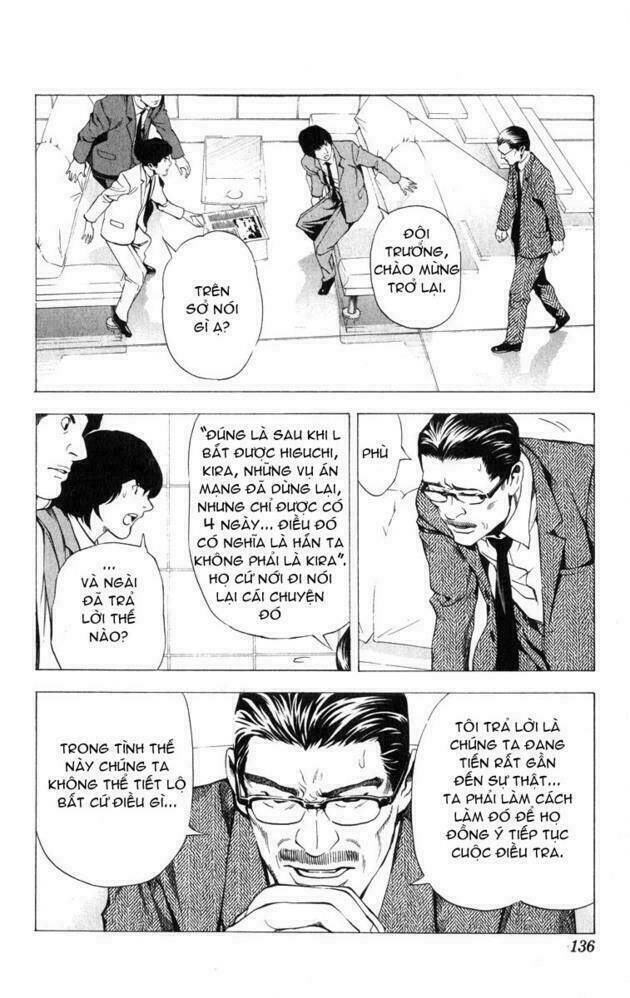 ĐỘI
TRƯỚNG,
CHÀO MỪNG
TRỞ LẠI.
TRÊN
SỞ NÓI
GÌ Ạ?
PHÙ
"ĐÚNG LÀ SAU KHI L
BẮT ĐƯỢC HIGUCHI,
KIRA, NHỮNG VỤ ÁN
MẠNG ĐÃ DỪNG LẠI,
NHƯNG CHỈ ĐƯỢC CÓ
4 NGÀY... ĐIỀU ĐÓ
CÓ NGHĨA LÀ HẮN TA
KHÔNG PHẢI LÀ KIRA".
HỌ CỨ NỚI ĐI NÓI
LẠI CÁI CHUYỆN
ĐÓ
...
VÀ NGÀI
ĐÃ TRẢ
LỜI THẾ
NÀO?
TÔI TRẢ LỜI LÀ
CHÚNG TA ĐANG
TIẾN RẤT GẦN
ĐẾN SỰ THẬT...
TA PHẢI LÀM CÁCH
LÀM ĐÓ ĐỂ HỌ
ĐỒNG Ý TIẾP TỤC
CUỘC ĐIỀU TRA.
TRONG TÌNH THẾ
NÀY CHÚNG TA
KHÔNG THỂ TIẾT LỘ
BẤT CỨ ĐIỀU GÌ...
136